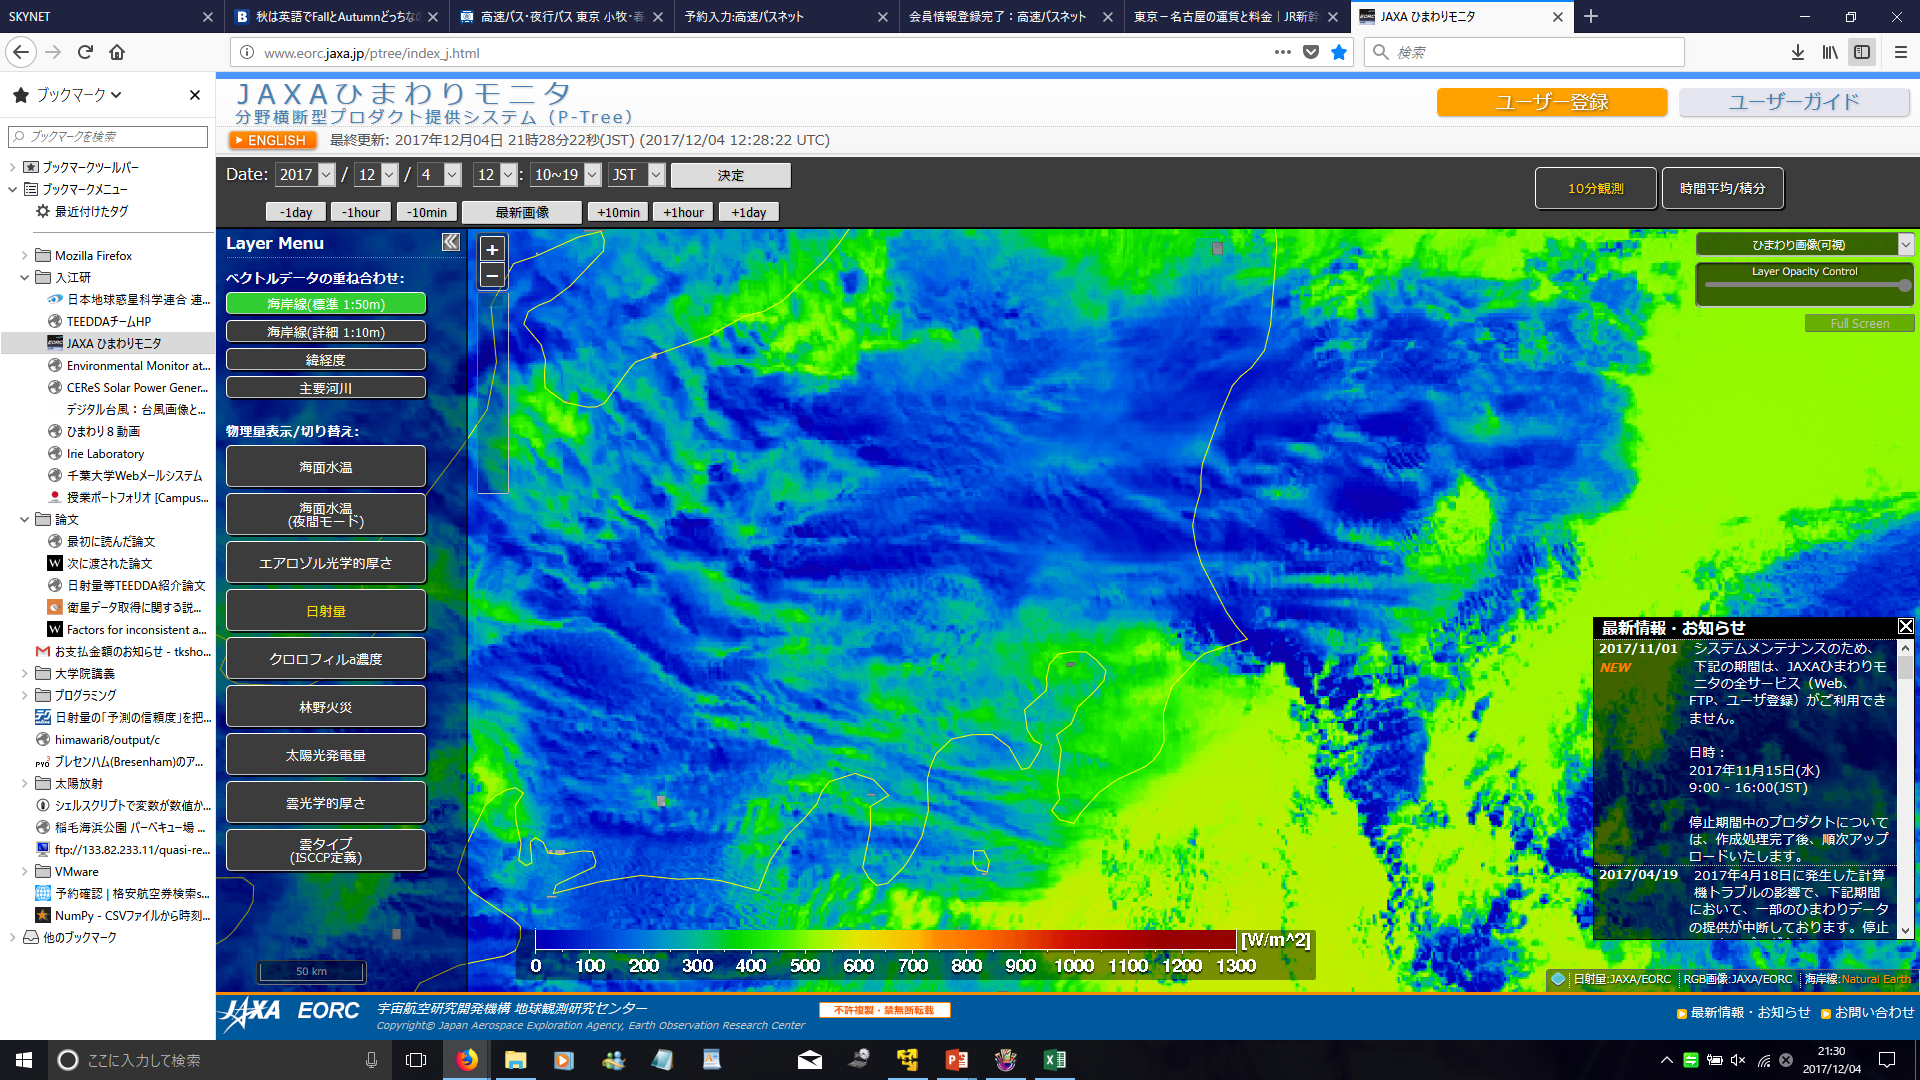 SKYNET
秋は英語でFallとAutumnどっちなの
高速バス・夜行バス 東京 小牧・春
予約入力:高速バスネット
会員情報登録完了：高速バスネット
東京－名古屋の運賃と料金｜JR新幹
JAXA ひまわりモニタ
www.eorc.jaxa.jp/ptree/index_j.html
検索
ブックマーク
ブックマークを検索
ブックマークツールバー
ブックマークメニュー
最近付けたタグ
Mozilla Firefox
入江研
日本地球惑星科学連合 連...
TEEDDAチームHP
JAXA ひまわりモニタ
Environmental Monitor at...
CEReS Solar Power Gener...
デジタル台風：台風画像と...
ひまわり８動画
Irie Laboratory
千葉大学Webメールシステム
授業ポートフォリオ [Campus...
論文
最初に読んだ論文
次に渡された論文
日射量等TEEDDA紹介論文
衛星データ取得に関する説...
Factors for inconsistent a...
お支払金額のお知らせ - tksho...
大学院講義
プログラミング
日射量の｢予測の信頼度｣を把...
himawari8/output/c
ブレゼンハム(Bresenham)のア...
太陽放射
シェルスクリプトで変数が数値か...
稲毛海浜公園 バーベキュー場 ...
ftp://133.82.233.11/quasi-re...
VMware
予約確認 | 格安航空券検索s...
NumPy - CSVファイルから時刻...
他のブックマーク
JAXAひまわりモニタ
分野横断型プロダクト提供システム（P-Tree）
ユーザー登録
ユーザーガイド
ENGLISH
最終更新: 2017年12月04日 21時28分22秒(JST) (2017/12/04 12:28:22 UTC)
Date: 2017 / 12 / 4 12 : 10~19 JST 決定
-1day -1hour -10min 最新画像 +10min +1hour +1day
10分観測
時間平均/積分
Layer Menu
ベクトルデータの重ね合わせ:
海岸線(標準 1:50m)
海岸線(詳細 1:10m)
緯経度
主要河川
物理量表示/切り替え:
海面水温
海面水温
(夜間モード)
エアロゾル光学的厚さ
日射量
クロロフィルa濃度
林野火災
太陽光発電量
雲光学的厚さ
雲タイプ
(ISCCP定義)
50 km
+
−
ひまわり画像(可視)
Layer Opacity Control
Full Screen
最新情報・お知らせ
2017/11/01 システムメンテナンスのため、
NEW 下記の期間は、JAXAひまわりモ
ニタの全サービス（Web、
FTP、ユーザ登録）がご利用でき
ません。
日時：
2017年11月15日(水)
9:00 - 16:00(JST)
停止期間中のプロダクトについて
は、作成処理完了後、順次アップ
ロードいたします。
2017/04/19 2017年4月18日に発生した計算
機トラブルの影響で、下記期間
において、一部のひまわりデータ
の提供が中断しております。停止
[W/m^2]
0 100 200 300 400 500 600 700 800 900 1000 1100 1200 1300
日射量:JAXA/EORC RGB画像:JAXA/EORC 海岸線:Natural Earth
JAXA EORC 宇宙航空研究開発機構 地球観測研究センター
Copyright© Japan Aerospace Exploration Agency, Earth Observation Research Center
不許複製・禁無断転載
最新情報・お知らせ
お問い合わせ
ここに入力して検索
21:30
2017/12/04